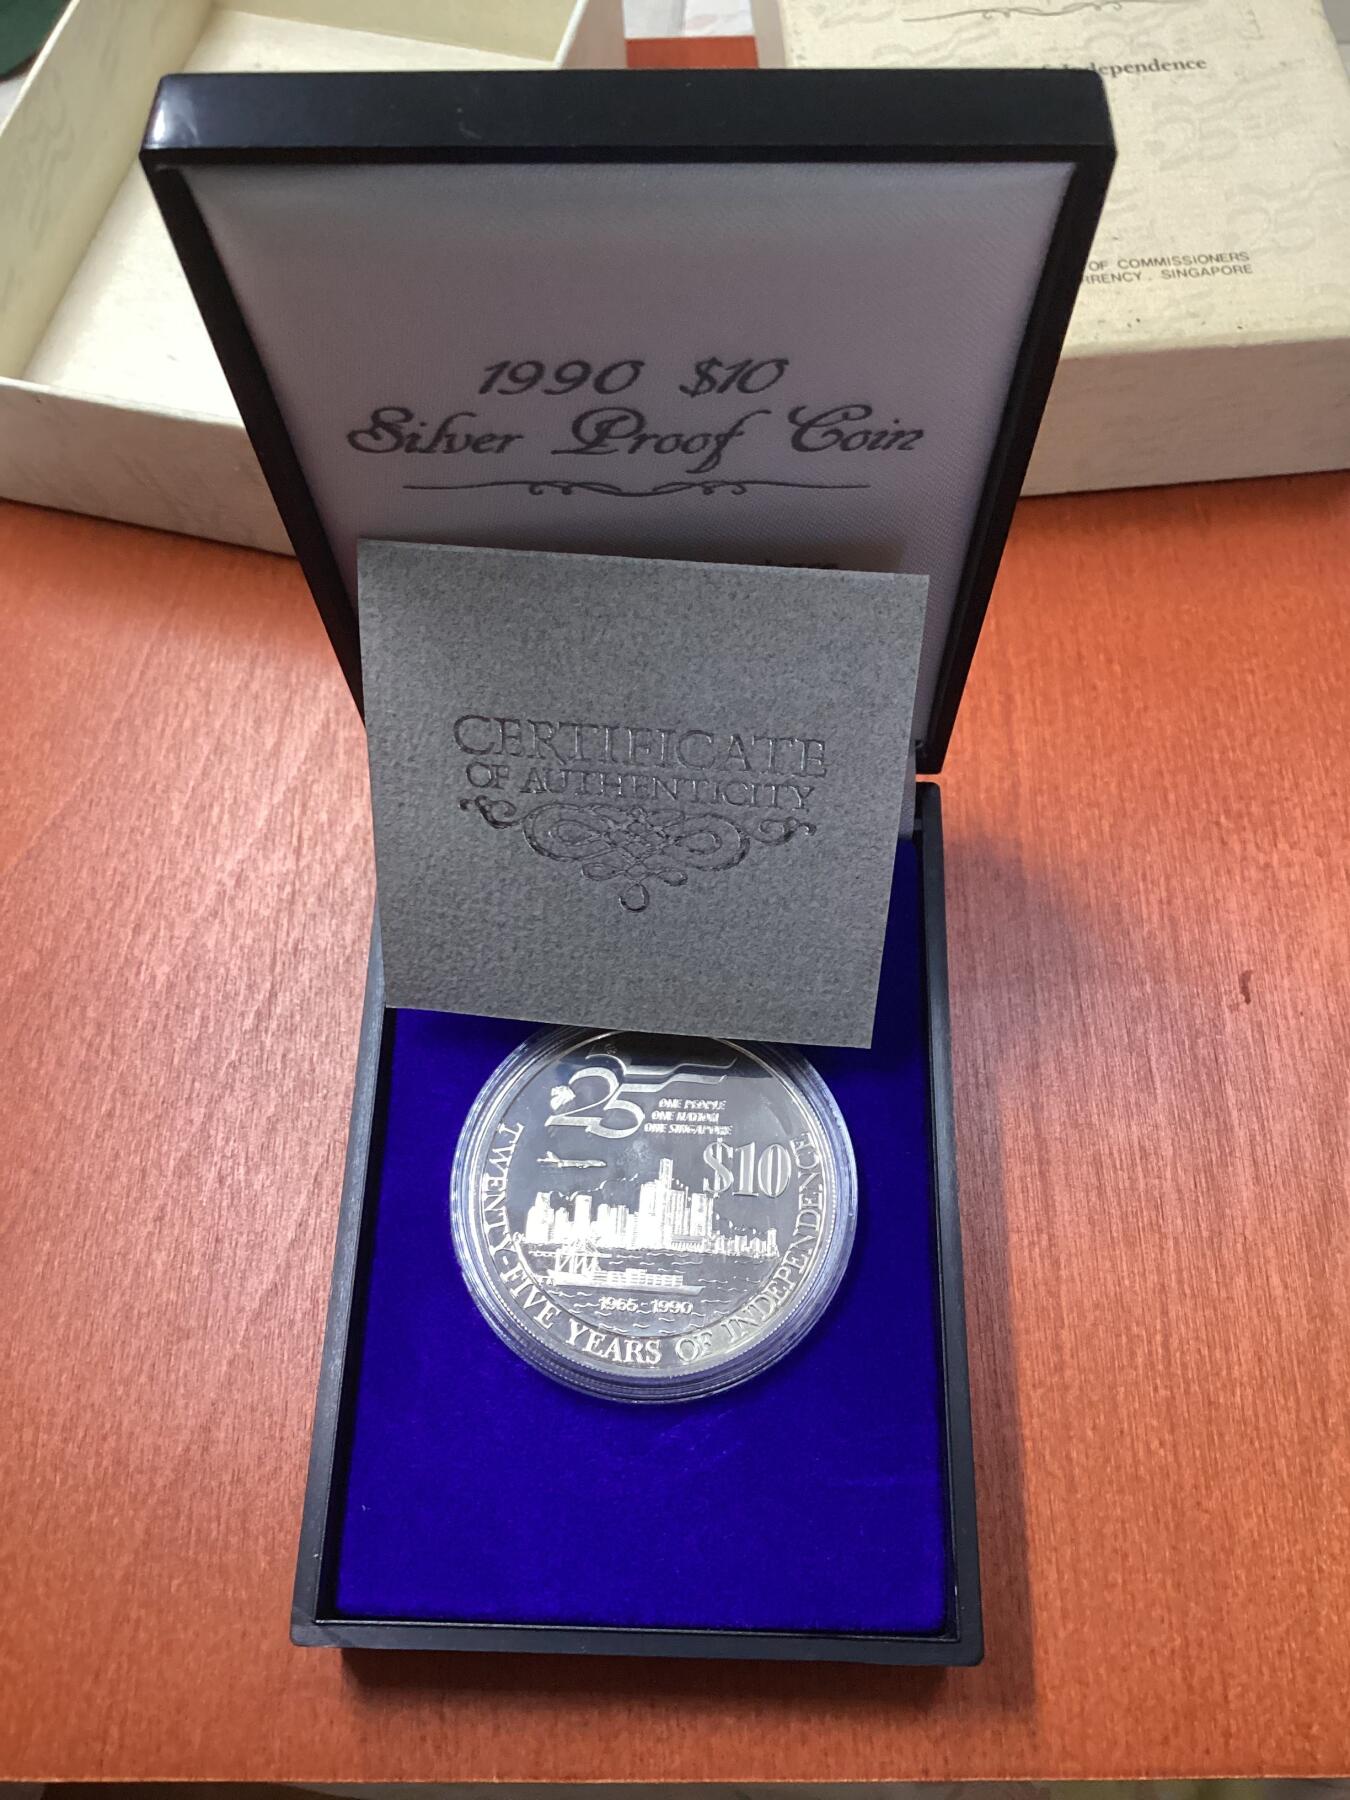 Independence
OF COMMISSIONERS
RRENCY . SINGAPORE
1990 $10
Silver Proof Coin
CERTIFICATE
OF AUTHENTICITY
25
ONE PEOPLE
ONE NATION
ONE SINGAPORE
$10
1965-1990
TWENTY-FIVE YEARS OF INDEPENDENCE